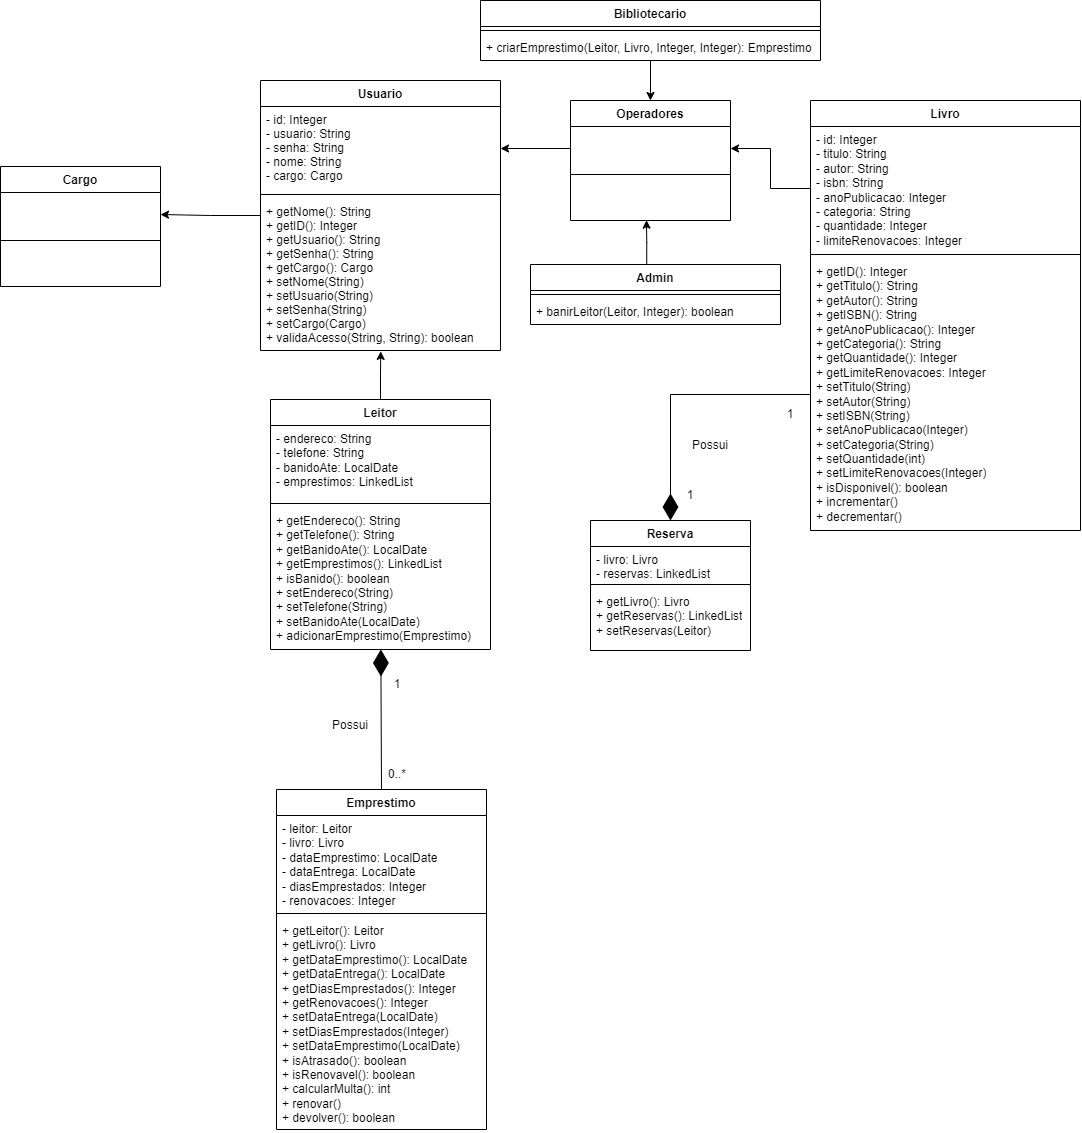 Bibliotecario
+ criarEmprestimo(Leitor, Livro, Integer, Integer): Emprestimo
Usuario
- id: Integer
- usuario: String
- senha: String
- nome: String
- cargo: Cargo
+ getNome(): String
+ getID(): Integer
+ getUsuario(): String
+ getSenha(): String
+ getCargo(): Cargo
+ setNome(String)
+ setUsuario(String)
+ setSenha(String)
+ setCargo(Cargo)
+ validaAcesso(String, String): boolean
Operadores
Livro
- id: Integer
- titulo: String
- autor: String
- isbn: String
- anoPublicacao: Integer
- categoria: String
- quantidade: Integer
- limiteRenovacoes: Integer
+ getID(): Integer
+ getTitulo(): String
+ getAutor(): String
+ getISBN(): String
+ getAnoPublicacao(): Integer
+ getCategoria(): String
+ getQuantidade(): Integer
+ getLimiteRenovacoes: Integer
+ setTitulo(String)
+ setAutor(String)
+ setISBN(String)
+ setAnoPublicacao(Integer)
+ setCategoria(String)
+ setQuantidade(int)
+ setLimiteRenovacoes(Integer)
+ isDisponivel(): boolean
+ incrementar()
+ decrementar()
Cargo
Admin
+ banirLeitor(Leitor, Integer): boolean
Leitor
- endereco: String
- telefone: String
- banidoAte: LocalDate
- emprestimos: LinkedList
+ getEndereco(): String
+ getTelefone(): String
+ getBanidoAte(): LocalDate
+ getEmprestimos(): LinkedList
+ isBanido(): boolean
+ setEndereco(String)
+ setTelefone(String)
+ setBanidoAte(LocalDate)
+ adicionarEmprestimo(Emprestimo)
1
Possui
1
Reserva
- livro: Livro
- reservas: LinkedList
+ getLivro(): Livro
+ getReservas(): LinkedList
+ setReservas(Leitor)
1
Possui
0..*
Emprestimo
- leitor: Leitor
- livro: Livro
- dataEmprestimo: LocalDate
- dataEntrega: LocalDate
- diasEmprestados: Integer
- renovacoes: Integer
+ getLeitor(): Leitor
+ getLivro(): Livro
+ getDataEmprestimo(): LocalDate
+ getDataEntrega(): LocalDate
+ getDiasEmprestados(): Integer
+ getRenovacoes(): Integer
+ setDataEntrega(LocalDate)
+ setDiasEmprestados(Integer)
+ setDataEmprestimo(LocalDate)
+ isAtrasado(): boolean
+ isRenovavel(): boolean
+ calcularMulta(): int
+ renovar()
+ devolver(): boolean